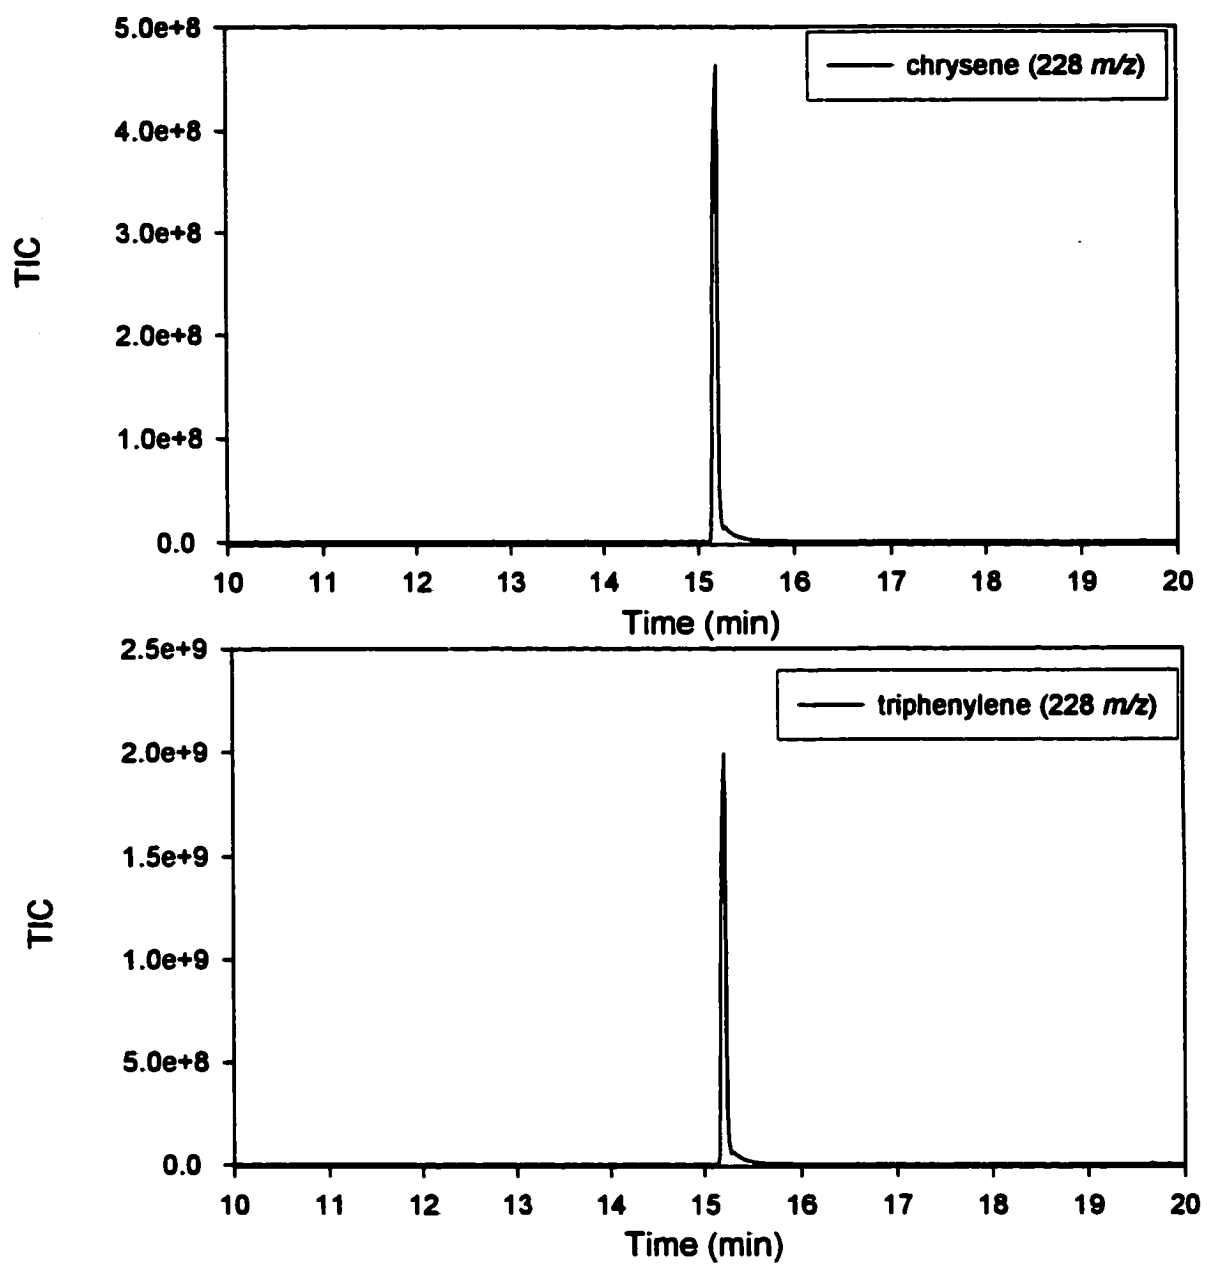 5.0e+8
chrysene (228 m/z)
4.0e+8
3.0e+8
TIC
2.0e+8
1.0e+8
0.0
10 11 12 13 14 15 16 17 18 19 20
Time (min)
2.5e+9
triphenylene (228 m/z)
2.0e+9
1.5e+9
TIC
1.0e+9
5.0e+8
0.0
10 11 12 13 14 15 16 17 18 19 20
Time (min)